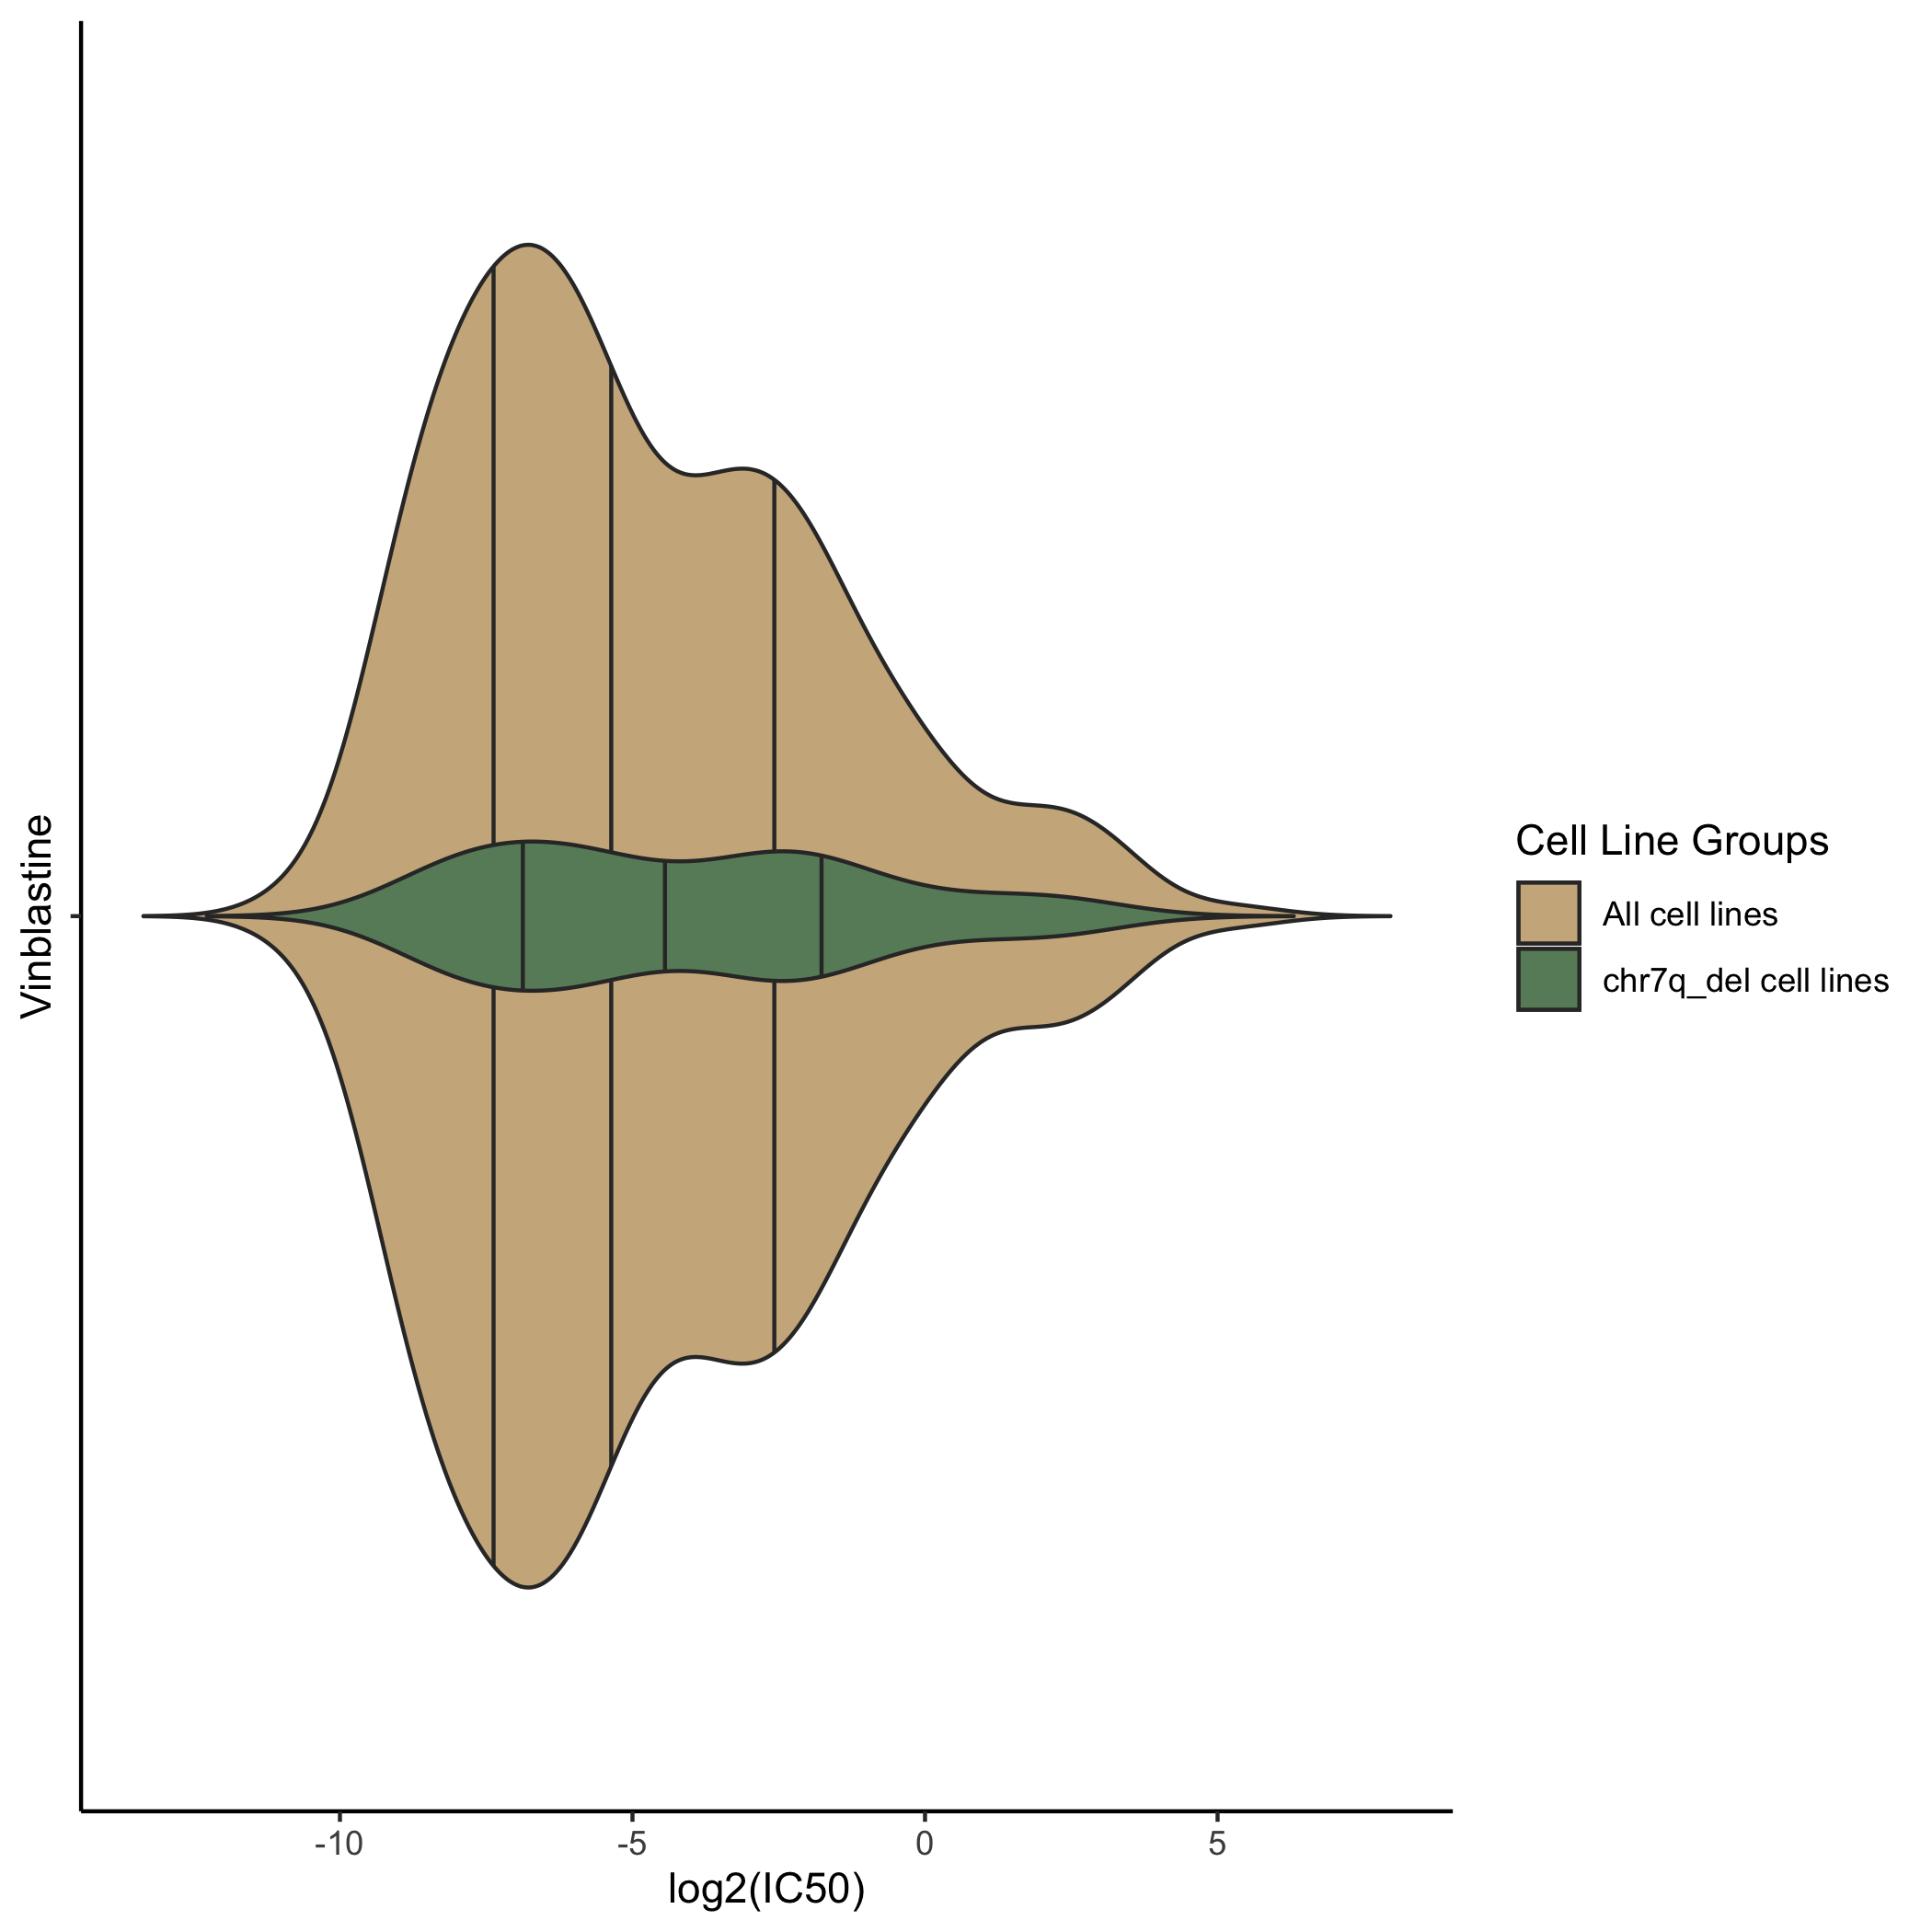 Vinblastine
-10
-5
0
5
log2(IC50)
Cell Line Groups
All cell lines
chr7q_del cell lines